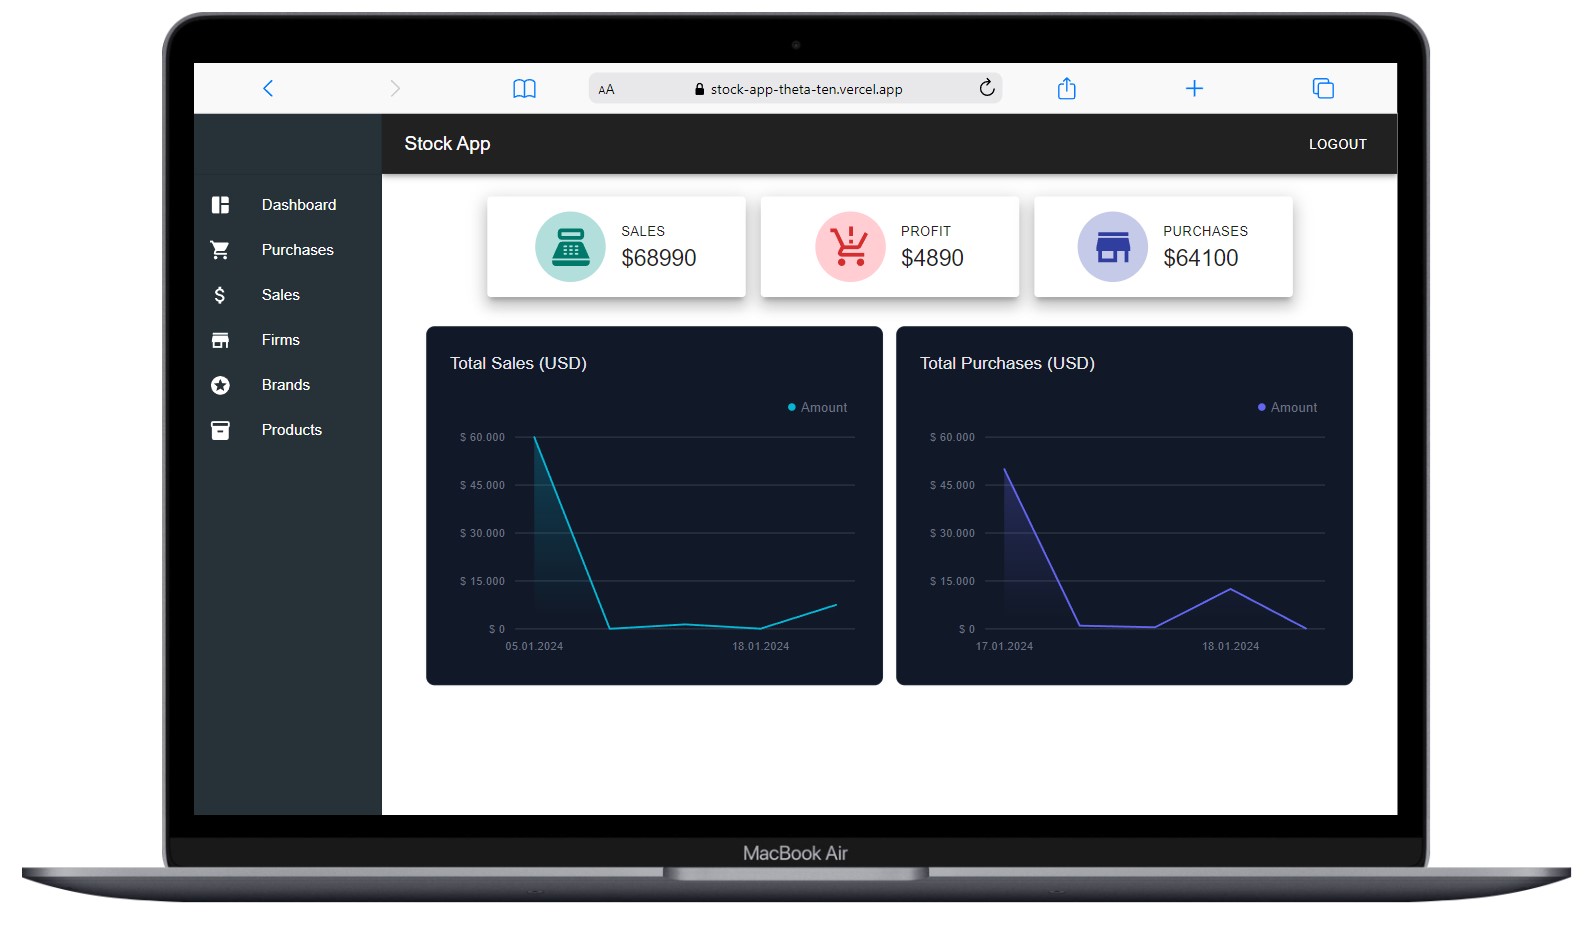 AA stock-app-theta-ten.vercel.app
Stock App
LOGOUT
Dashboard
Purchases
Sales
Firms
Brands
Products
SALES
$68990
PROFIT
$4890
PURCHASES
$64100
Total Sales (USD)
Amount
$ 60.000
$ 45.000
$ 30.000
$ 15.000
$ 0
05.01.2024 18.01.2024
Total Purchases (USD)
Amount
$ 60.000
$ 45.000
$ 30.000
$ 15.000
$ 0
17.01.2024 18.01.2024
MacBook Air